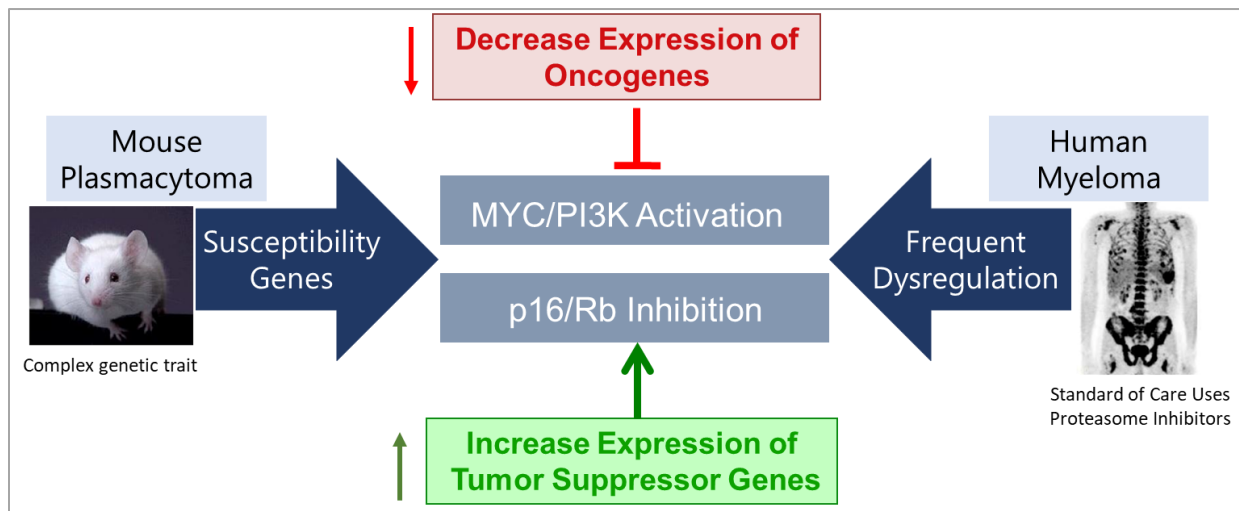 Decrease Expression of
Oncogenes
Mouse
Plasmacytoma
Human
Myeloma
Susceptibility
Genes
MYC/PI3K Activation
p16/Rb Inhibition
Frequent
Dysregulation
Complex genetic trait
Standard of Care Uses
Proteasome Inhibitors
Increase Expression of
Tumor Suppressor Genes